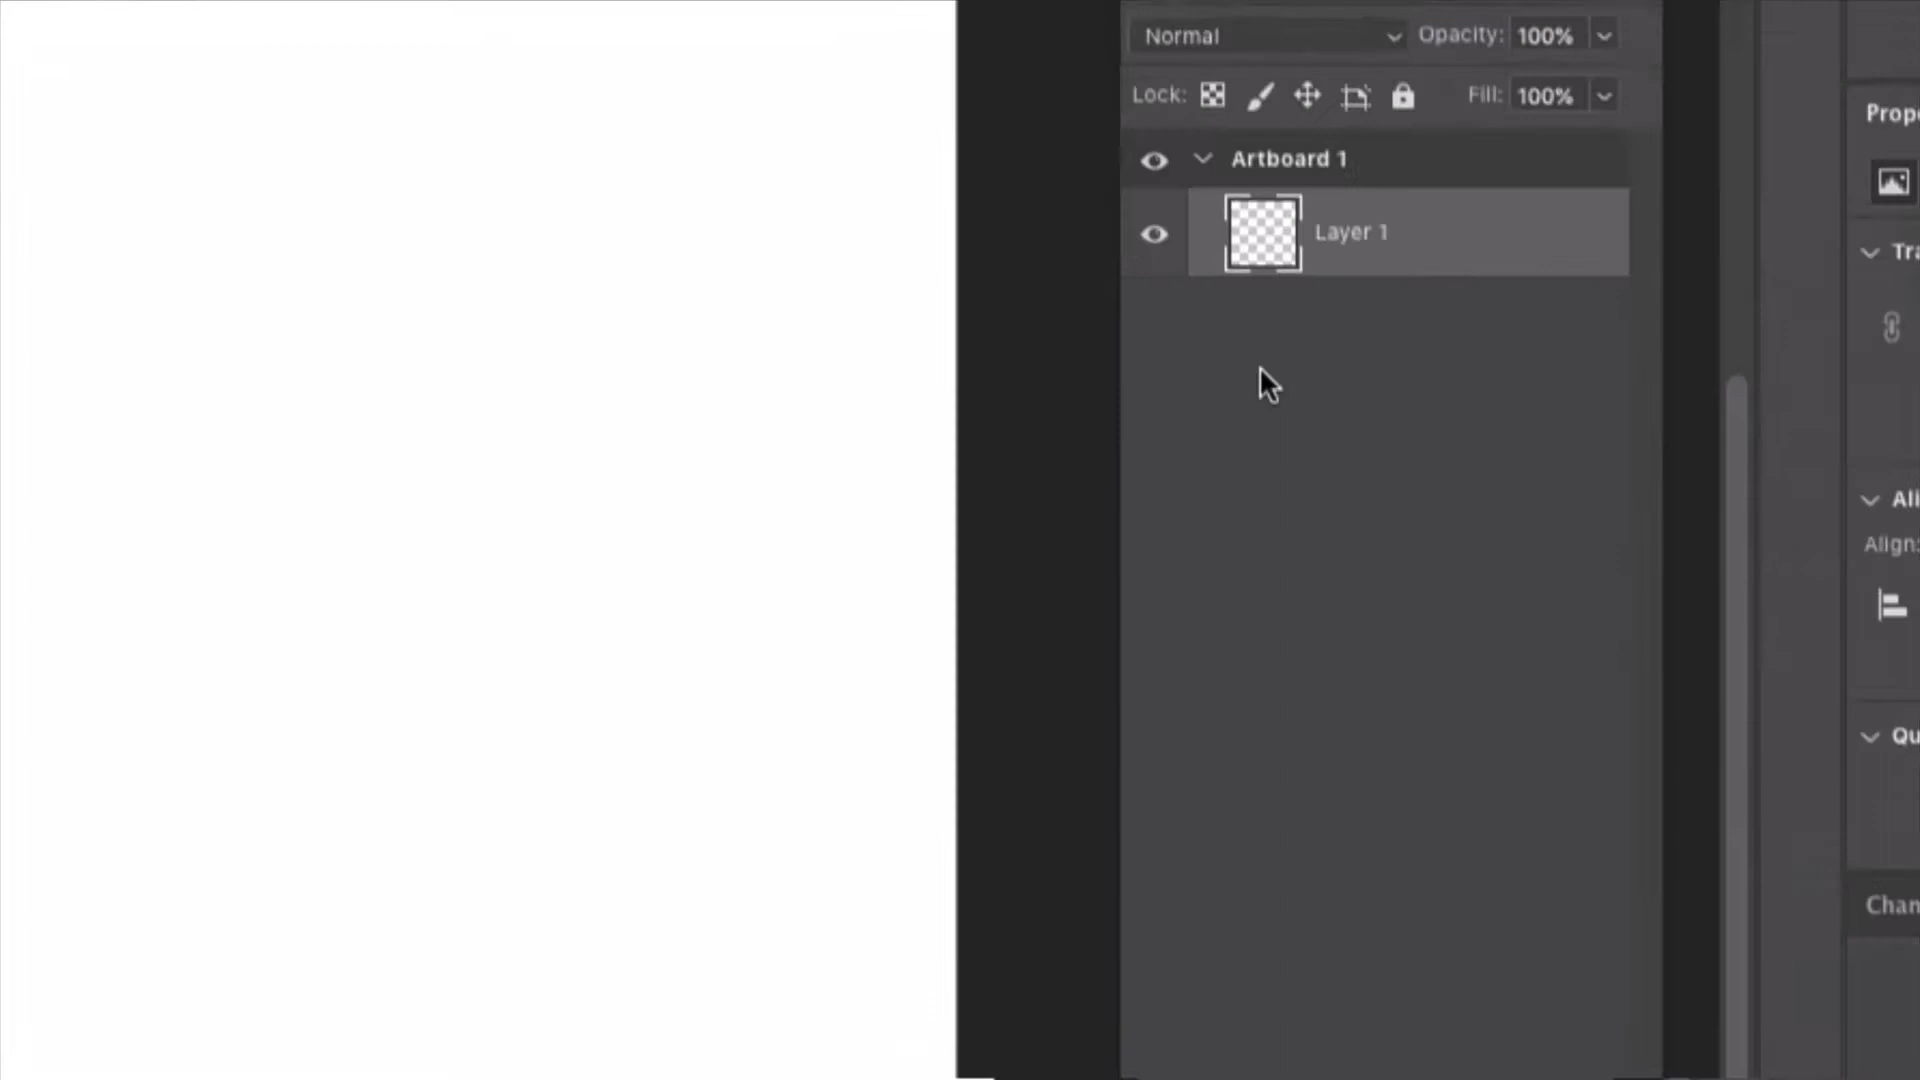 Normal
Opacity: 100%
Lock:
Fill: 100%
Artboard 1
Layer 1
Prop
Tra
Ali
Align:
Qu
Chan